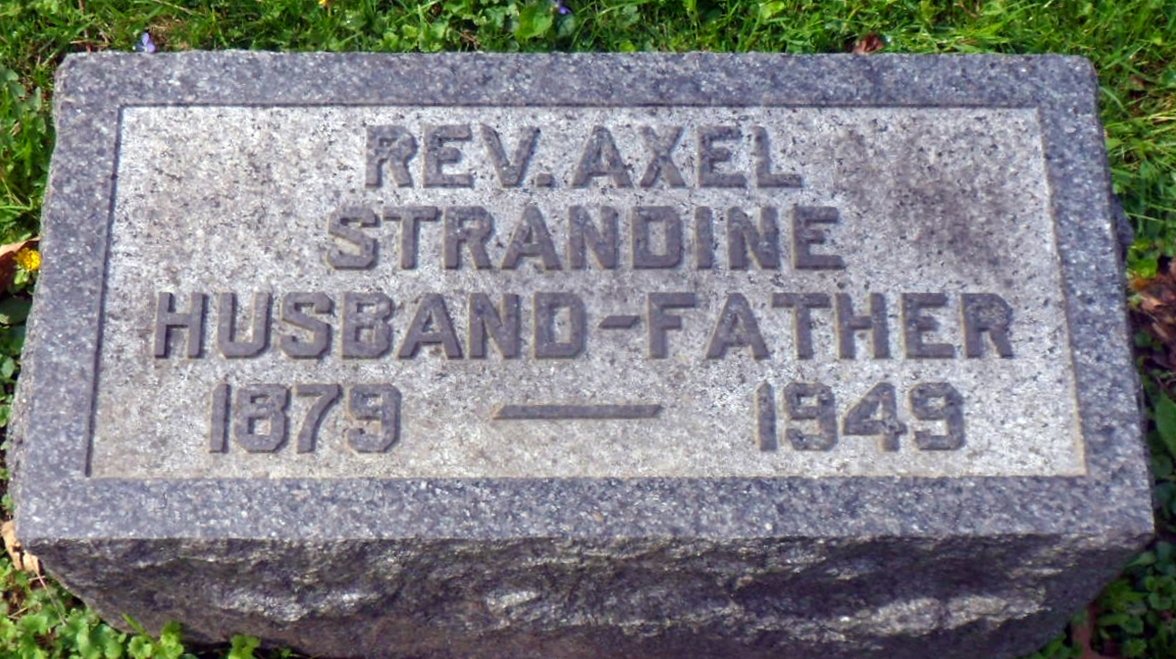 REV. AXEL
STRANDINE
HUSBAND-FATHER
1879 — 1949